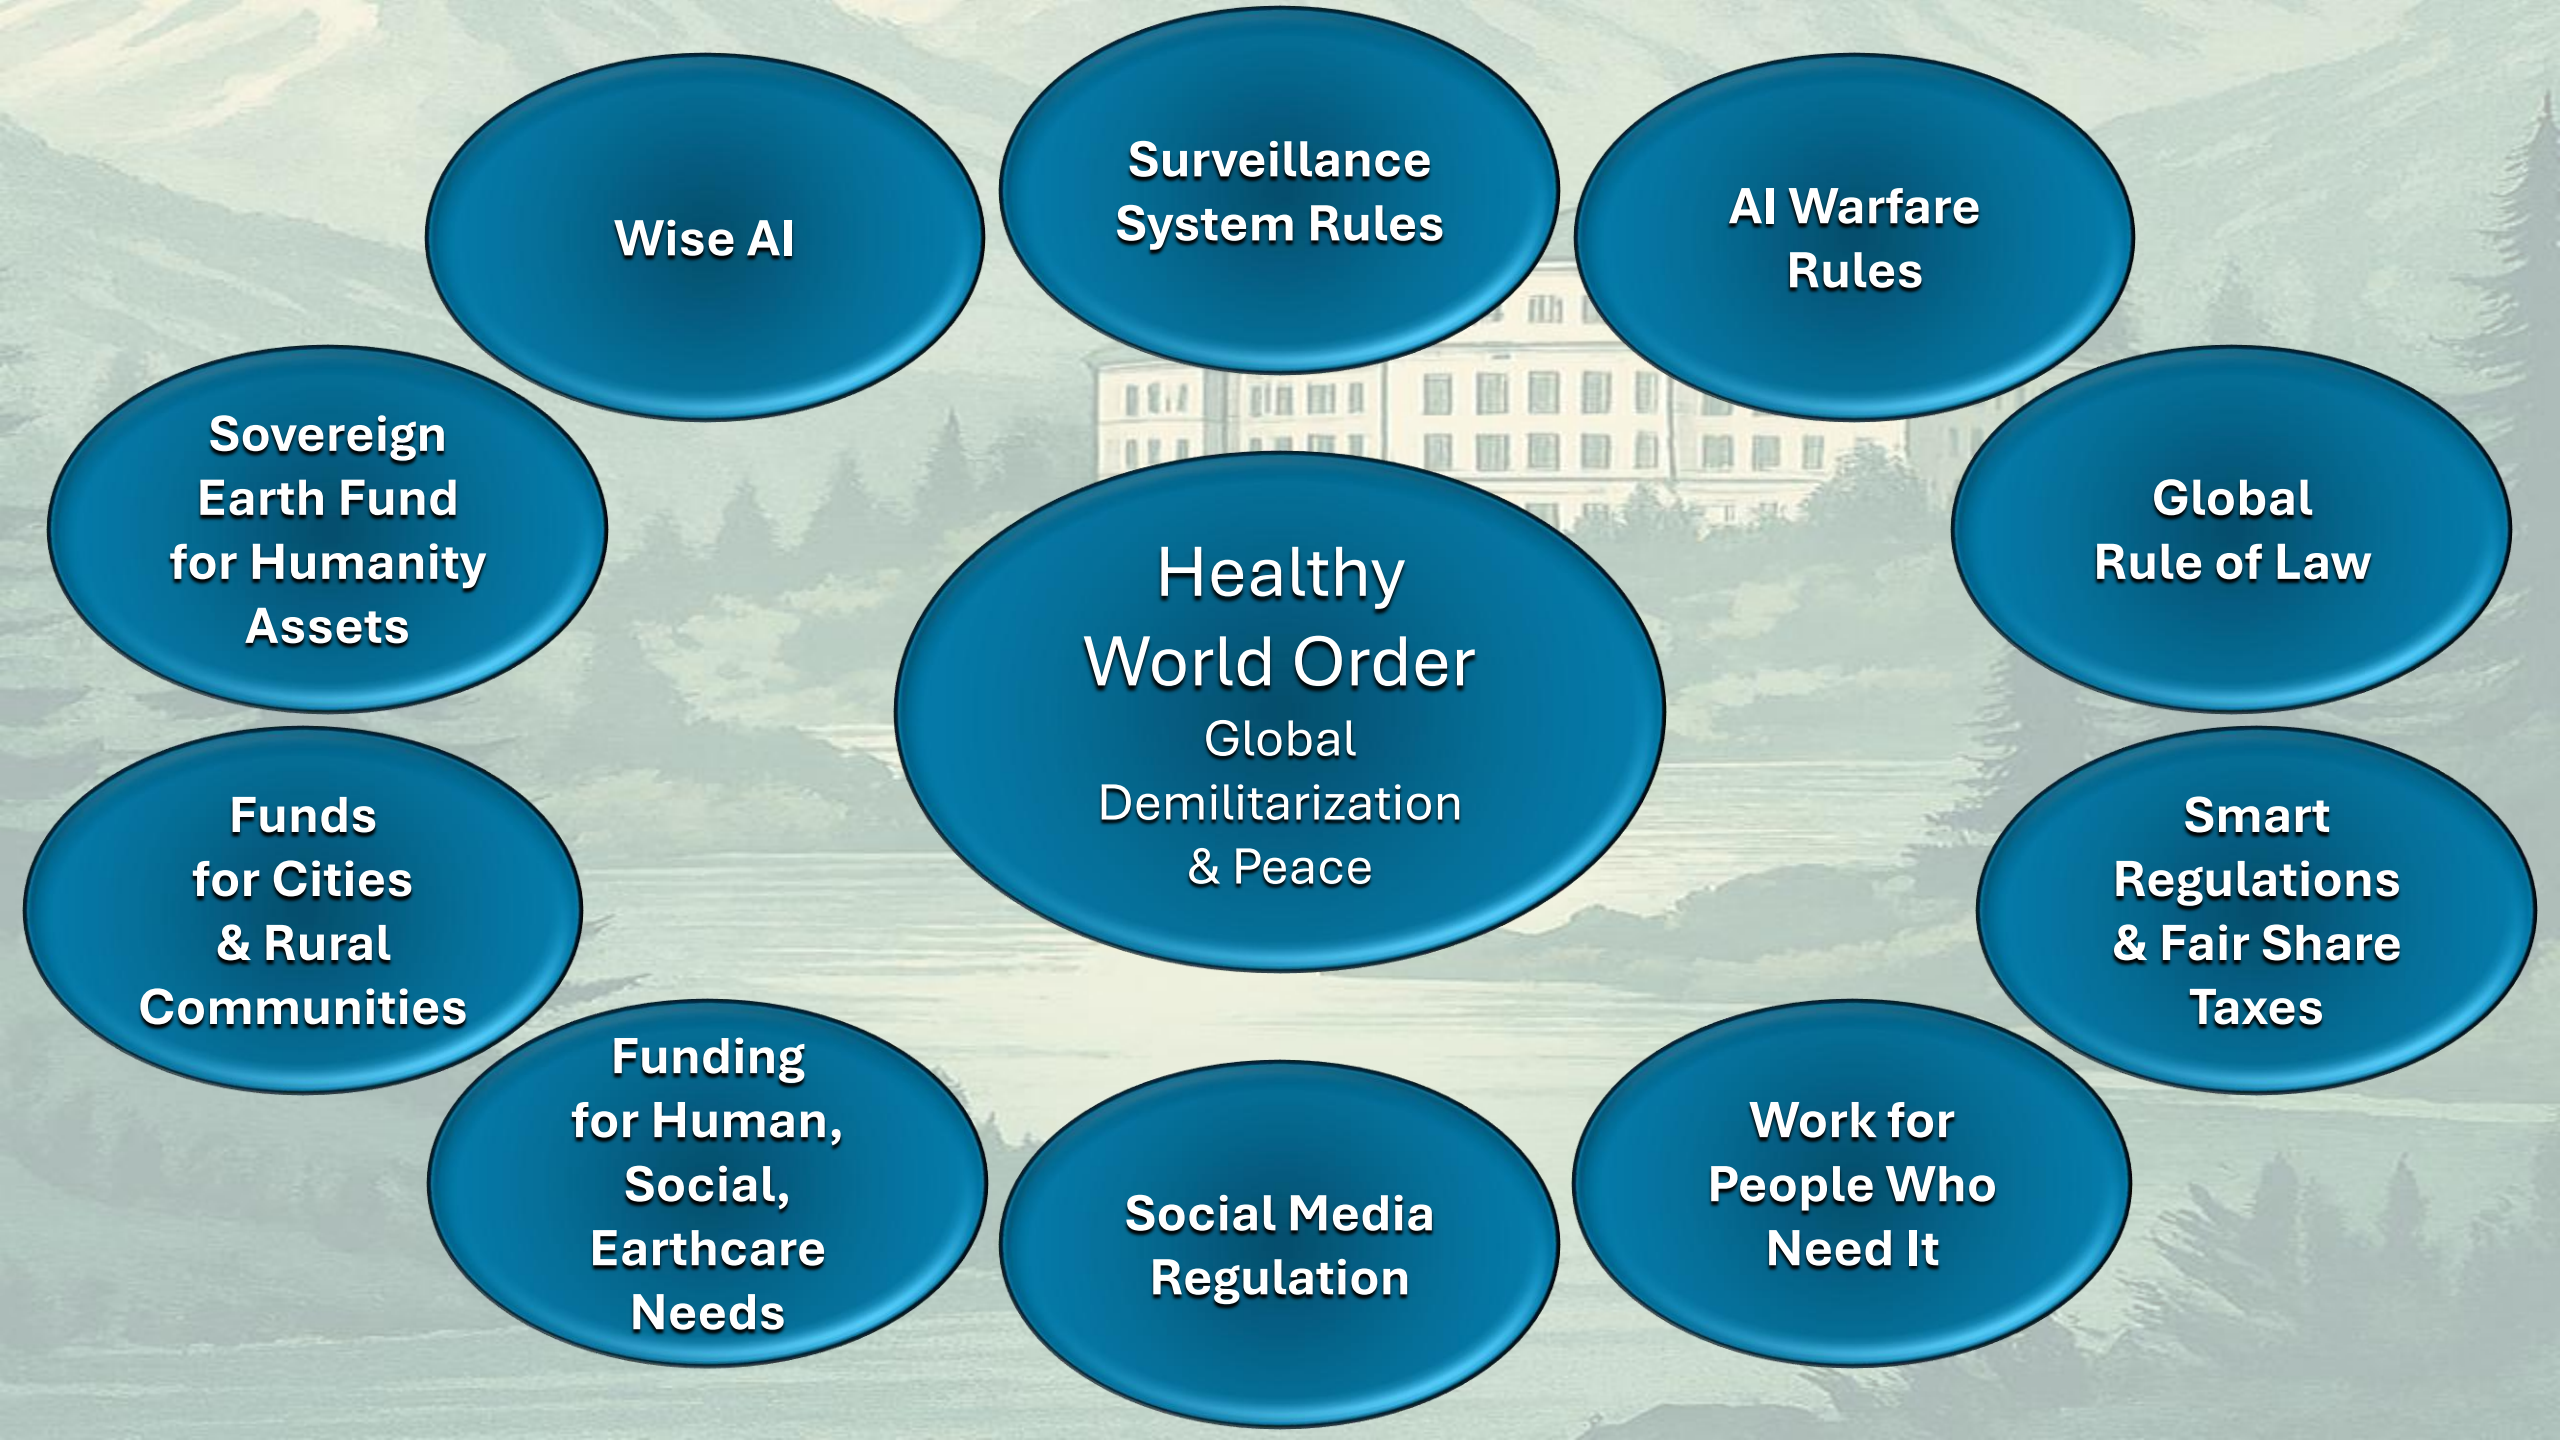 Surveillance
System Rules
Wise AI
AI Warfare
Rules
Sovereign
Earth Fund
for Humanity
Assets
Global
Rule of Law
Healthy
World Order
Global
Demilitarization
& Peace
Funds
for Cities
& Rural
Communities
Smart
Regulations
& Fair Share
Taxes
Funding
for Human,
Social,
Earthcare
Needs
Social Media
Regulation
Work for
People Who
Need It